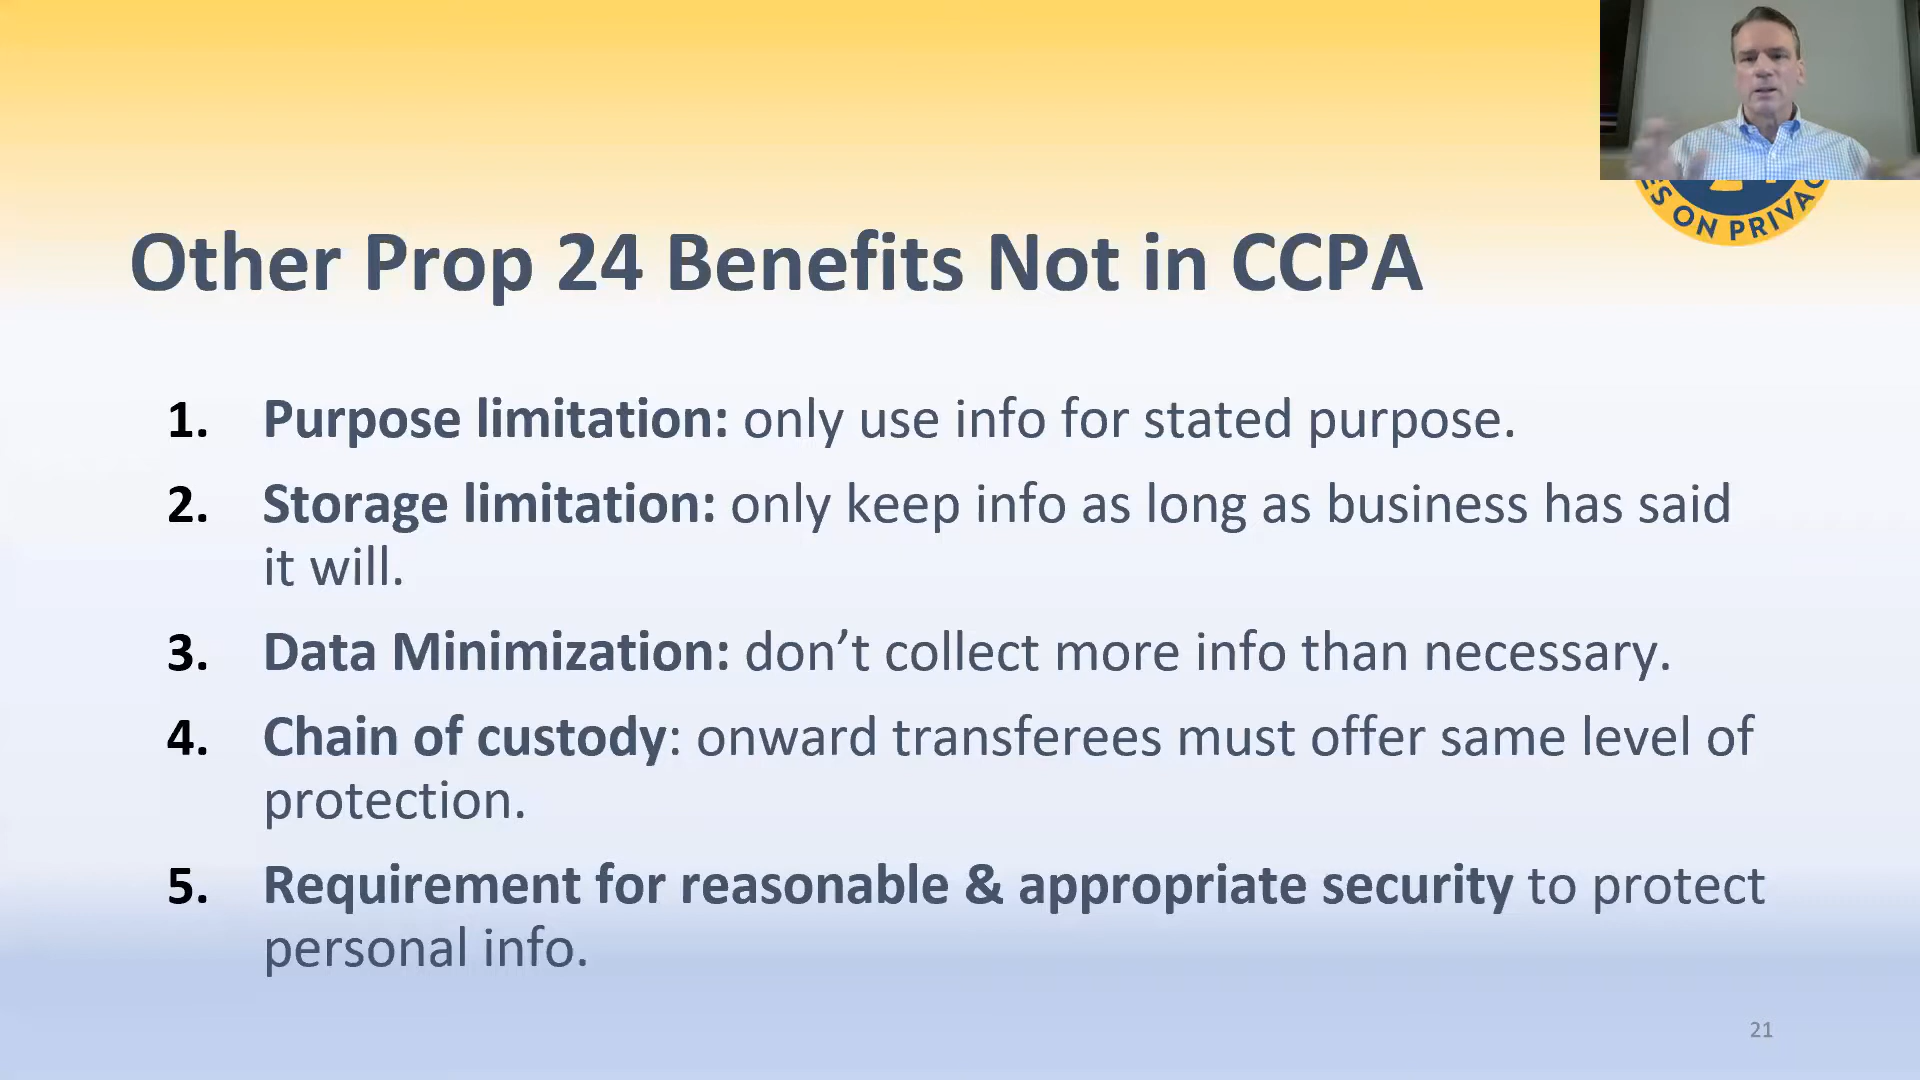 Other Prop 24 Benefits Not in CCPA
ON
1. Purpose limitation: only use info for stated purpose.
2. Storage limitation: only keep info as long as business has said
it will.
3. Data Minimization: don’t collect more info than necessary.
4. Chain of custody: onward transferees must offer same level of
protection.
5. Requirement for reasonable & appropriate security to protect
personal info.
21